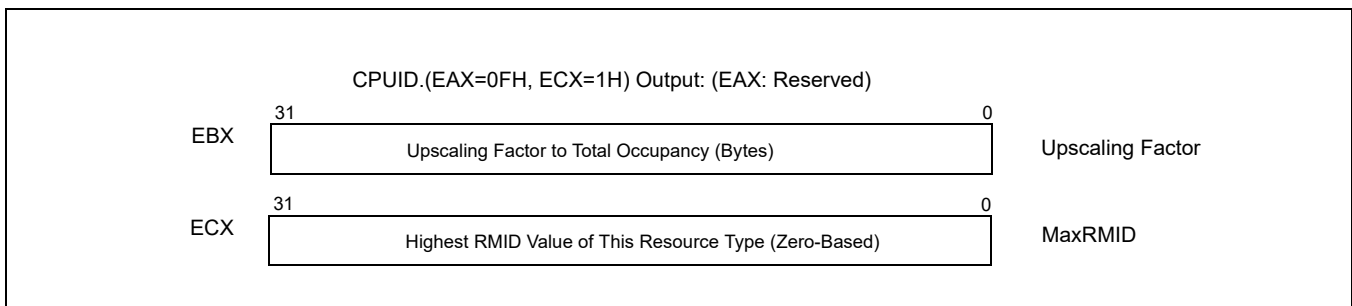 CPUID.(EAX=0FH, ECX=1H) Output: (EAX: Reserved)
31 0
EBX Upscaling Factor to Total Occupancy (Bytes) Upscaling Factor
31 0
ECX Highest RMID Value of This Resource Type (Zero-Based) MaxRMID